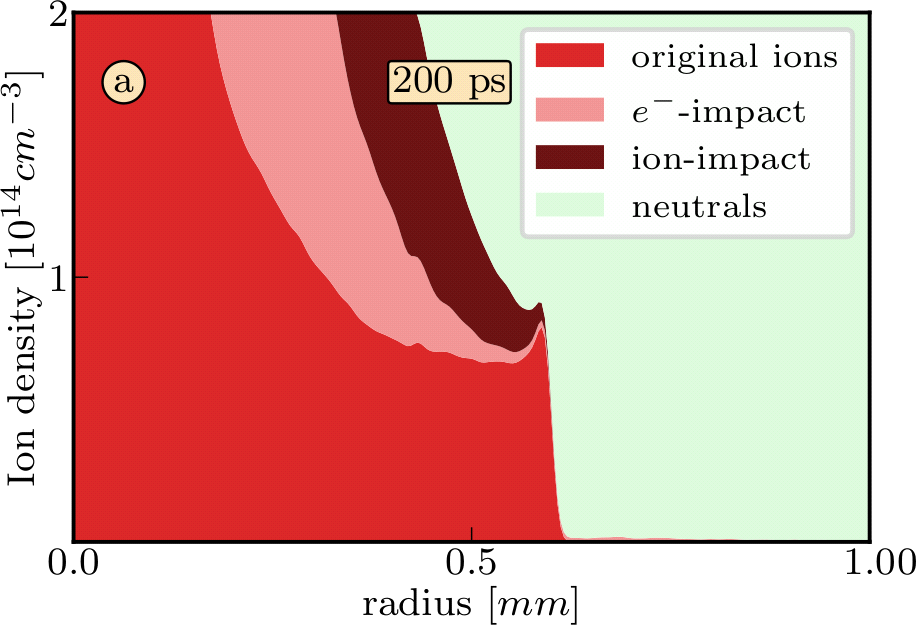 2
a
200 ps
original ions
e⁻-impact
ion-impact
neutrals
Ion density [10¹⁴cm⁻³]
1
0.0
0.5
1.00
radius [mm]